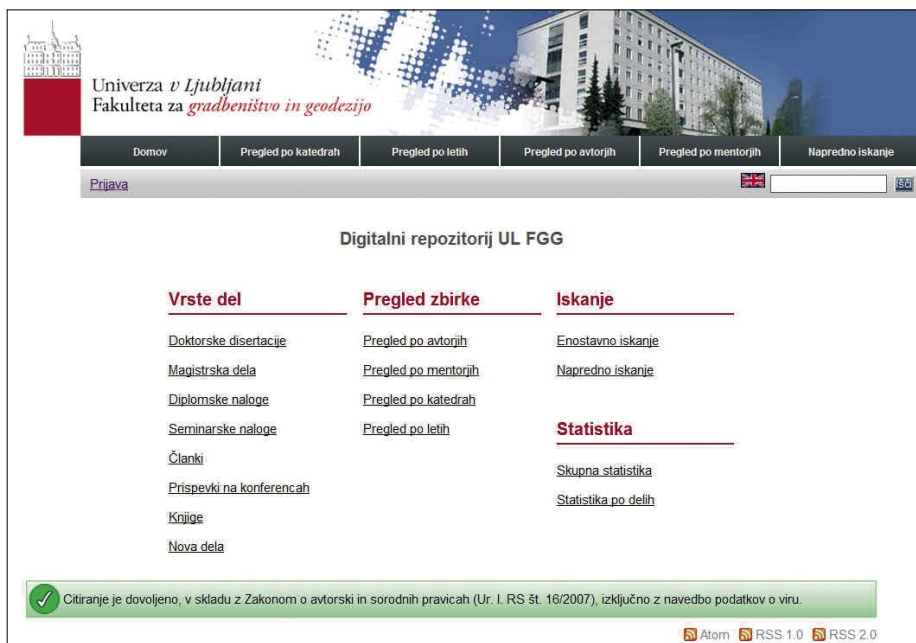 Univerza v Ljubljani
Fakulteta za gradbeništvo in geodezijo
Domov Pregled po katedrah Pregled po letih Pregled po avtorjih Pregled po mentorjih Napredno iskanje
Prijava Išči
Digitalni repozitorij UL FGG
Vrste del
Doktorske disertacije
Magistrska dela
Diplomske naloge
Seminarske naloge
Članki
Prispevki na konferencah
Knjige
Nova dela
Pregled zbirke
Pregled po avtorjih
Pregled po mentorjih
Pregled po katedrah
Pregled po letih
Iskanje
Enostavno iskanje
Napredno iskanje
Statistika
Skupna statistika
Statistika po delih
Citiranje je dovoljeno, v skladu z Zakonom o avtorski in sorodnih pravicah (Ur. l. RS št. 16/2007), izključno z navedbo podatkov o viru.
Atom RSS 1.0 RSS 2.0